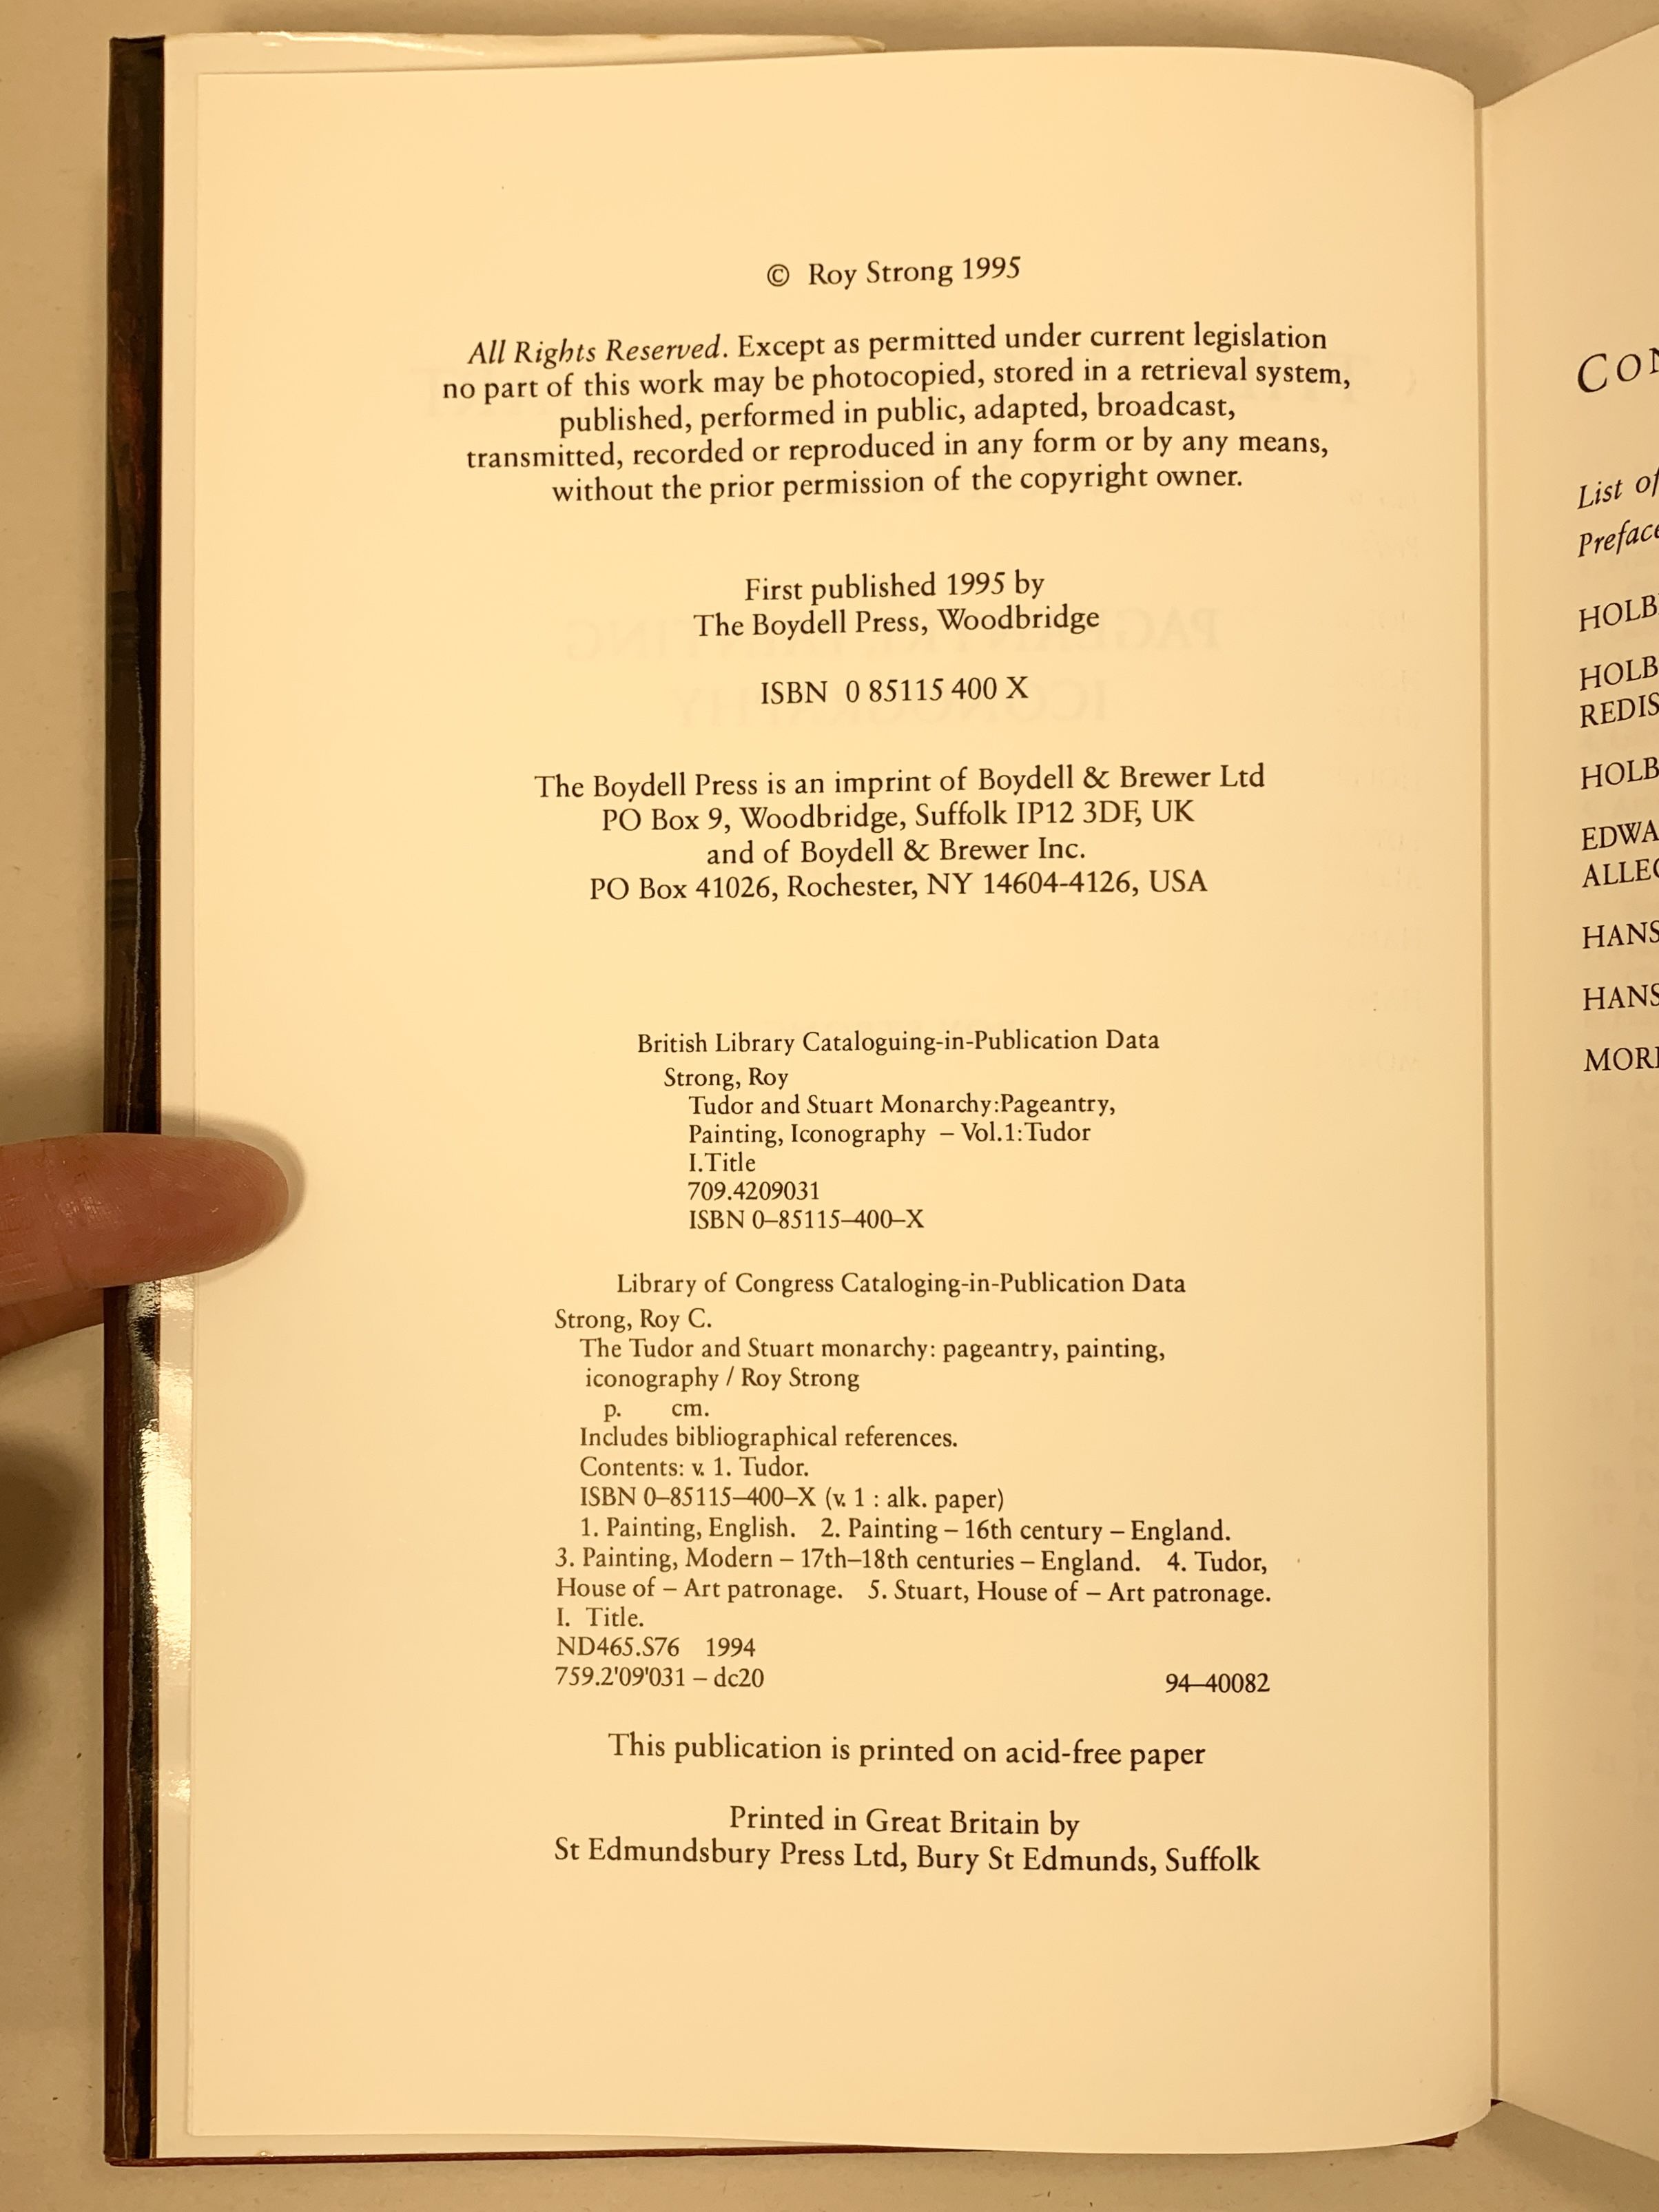 © Roy Strong 1995
All Rights Reserved. Except as permitted under current legislation
no part of this work may be photocopied, stored in a retrieval system,
published, performed in public, adapted, broadcast,
transmitted, recorded or reproduced in any form or by any means,
without the prior permission of the copyright owner.
First published 1995 by
The Boydell Press, Woodbridge
ISBN 0 85115 400 X
The Boydell Press is an imprint of Boydell & Brewer Ltd
PO Box 9, Woodbridge, Suffolk IP12 3DF, UK
and of Boydell & Brewer Inc.
PO Box 41026, Rochester, NY 14604-4126, USA
British Library Cataloguing-in-Publication Data
Strong, Roy
Tudor and Stuart Monarchy:Pageantry,
Painting, Iconography – Vol.1:Tudor
I.Title
709.4209031
ISBN 0–85115–400–X
Library of Congress Cataloging-in-Publication Data
Strong, Roy C.
The Tudor and Stuart monarchy: pageantry, painting,
iconography / Roy Strong
p. cm.
Includes bibliographical references.
Contents: v. 1. Tudor.
ISBN 0–85115–400–X (v. 1 : alk. paper)
1. Painting, English. 2. Painting – 16th century – England.
3. Painting, Modern – 17th–18th centuries – England. 4. Tudor,
House of – Art patronage. 5. Stuart, House of – Art patronage.
I. Title.
ND465.S76 1994
759.2'09'031 – dc20 94–40082
This publication is printed on acid-free paper
Printed in Great Britain by
St Edmundsbury Press Ltd, Bury St Edmunds, Suffolk
List of
Preface
HANS
HANS